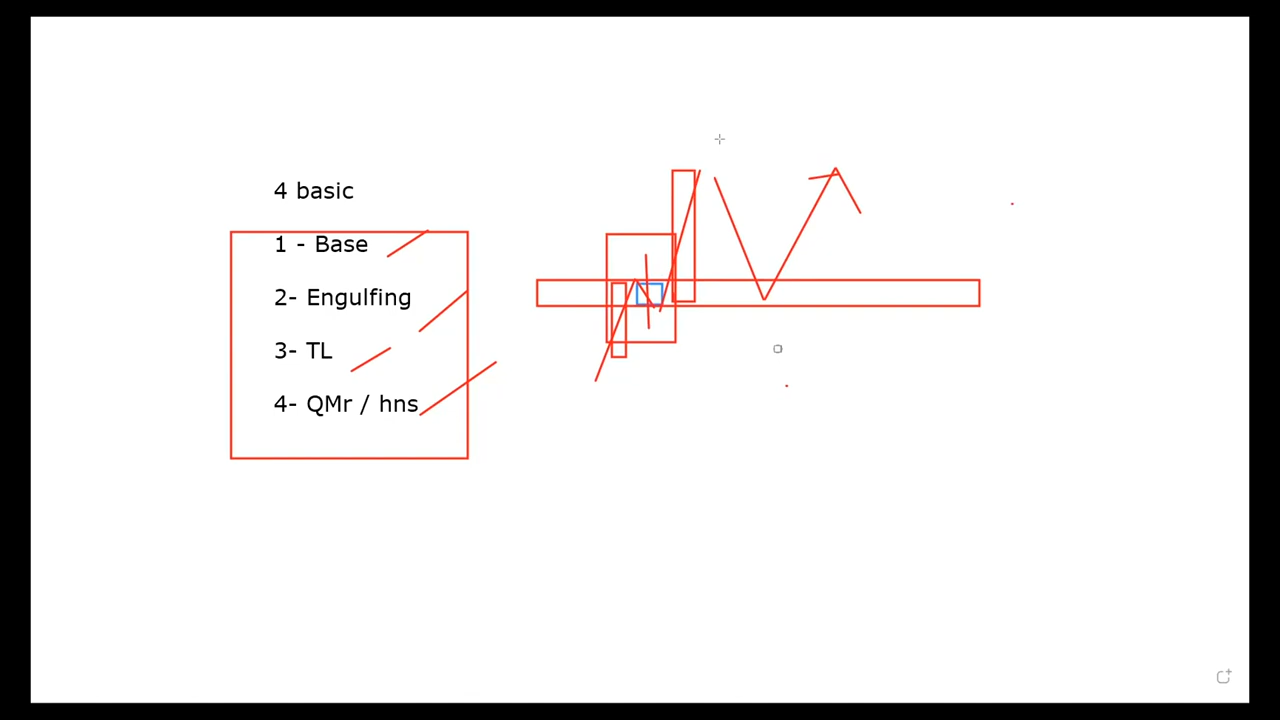 4 basic
1 - Base
2- Engulfing
3- TL
4- QMr / hns